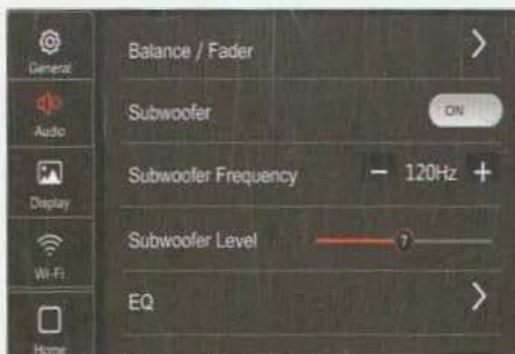 General
Audio
Display
Wi-Fi
Home
Balance / Fader
Subwoofer
ON
Subwoofer Frequency
− 120Hz +
Subwoofer Level
7
EQ